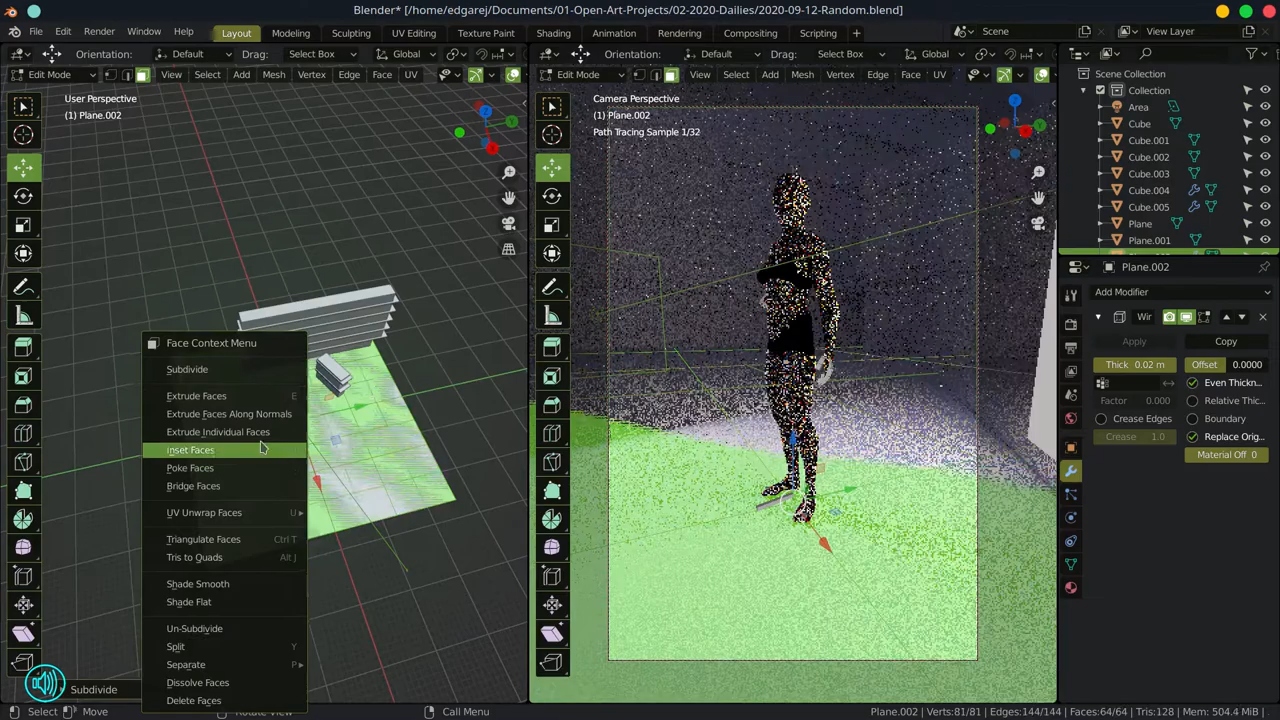 Blender* [/home/edgarej/Documents/01-Open-Art-Projects/02-2020-Dailies/2020-09-12-Random.blend]
File Edit Render Window Help Layout Modeling Sculpting UV Editing Texture Paint Shading Animation Rendering Compositing Scripting + Scene View Layer
Orientation: Default Drag: Select Box Global
Orientation: Default Drag: Select Box Global
Edit Mode View Select Add Mesh Vertex Edge Face UV
Edit Mode View Select Add Mesh Vertex Edge Face UV
User Perspective
(1) Plane.002
Z
Y
X
Camera Perspective
(1) Plane.002
Path Tracing Sample 1/32
Z
Y
X
Scene Collection
Collection
Area
Cube
Cube.001
Cube.002
Cube.003
Cube.004
Cube.005
Plane
Plane.001
Plane.002
Add Modifier
Wir
Apply Copy
Thick 0.02 m Offset 0.0000
Even Thickn
Relative Thic
Factor 0.000
Crease Edges Boundary
Crease 1.0 Replace Orig
Material Off 0
Face Context Menu
Subdivide
Extrude Faces E
Extrude Faces Along Normals
Extrude Individual Faces
Inset Faces
Poke Faces
Bridge Faces
UV Unwrap Faces U
Triangulate Faces Ctrl T
Tris to Quads Alt J
Shade Smooth
Shade Flat
Un-Subdivide
Split Y
Separate P
Dissolve Faces
Delete Faces
Subdivide
Select Move Rotate View Call Menu Plane.002 | Verts:81/81 | Edges:144/144 | Faces:64/64 | Tris:128 | Mem: 504.4 MiB |